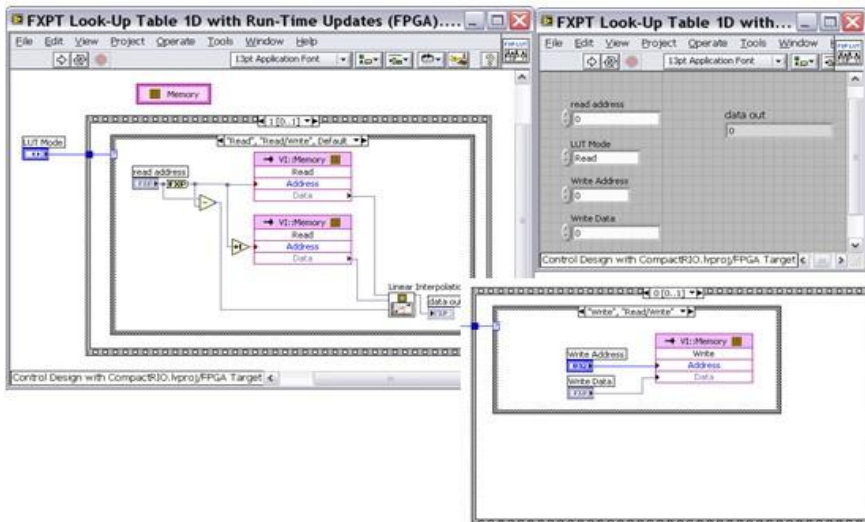 FXPT Look-Up Table 1D with Run-Time Updates (FPGA)....
File Edit View Project Operate Tools Window Help
13pt Application Font
Memory
1 [0..1]
LUT Mode
"Read", "Read/Write", Default
VI::Memory
Read
Address
Data
read address
FXP
VI::Memory
Read
Address
Data
Linear Interpolatio
data out
Control Design with CompactRIO.lvproj/FPGA Target
FXPT Look-Up Table 1D with...
File Edit View Project Operate Tools Window
13pt Application Font
read address
0
data out
0
LUT Mode
Read
Write Address
0
Write Data
0
Control Design with CompactRIO.lvproj/FPGA Target
0 [0..1]
"Write", "Read/Write"
VI::Memory
Write
Address
Data
Write Address
Write Data
FXP